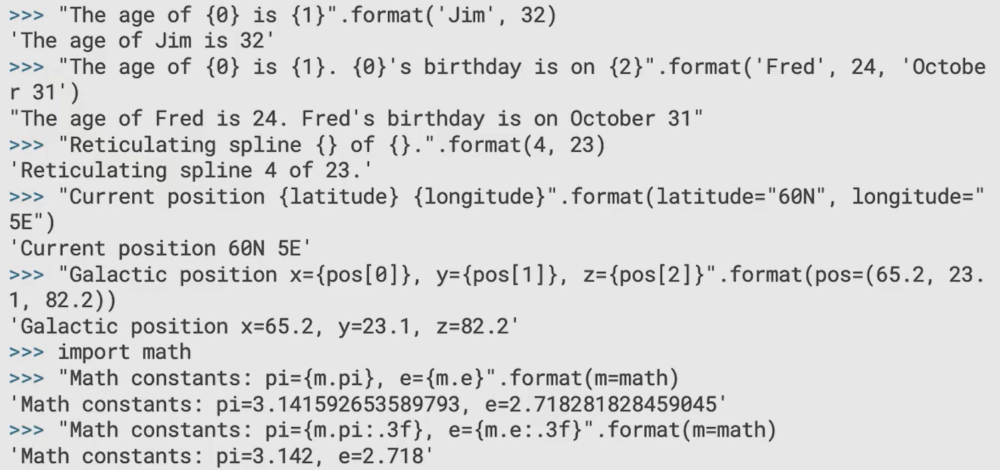 >>> "The age of {0} is {1}".format('Jim', 32)
'The age of Jim is 32'
>>> "The age of {0} is {1}. {0}'s birthday is on {2}".format('Fred', 24, 'Octobe
r 31')
"The age of Fred is 24. Fred's birthday is on October 31"
>>> "Reticulating spline {} of {}.".format(4, 23)
'Reticulating spline 4 of 23.'
>>> "Current position {latitude} {longitude}".format(latitude="60N", longitude="
5E")
'Current position 60N 5E'
>>> "Galactic position x={pos[0]}, y={pos[1]}, z={pos[2]}".format(pos=(65.2, 23.
1, 82.2))
'Galactic position x=65.2, y=23.1, z=82.2'
>>> import math
>>> "Math constants: pi={m.pi}, e={m.e}".format(m=math)
'Math constants: pi=3.141592653589793, e=2.718281828459045'
>>> "Math constants: pi={m.pi:.3f}, e={m.e:.3f}".format(m=math)
'Math constants: pi=3.142, e=2.718'